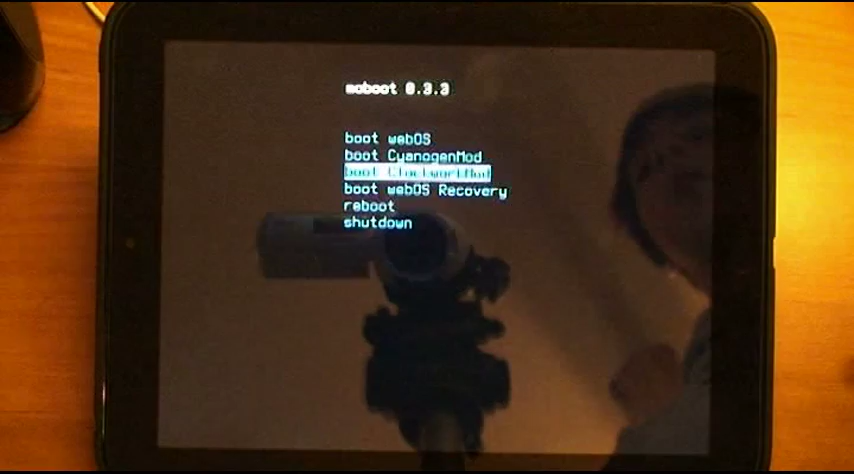 moboot 0.3.3
boot webOS
boot CyanogenMod
boot ClockworkMod
boot webOS Recovery
reboot
shutdown